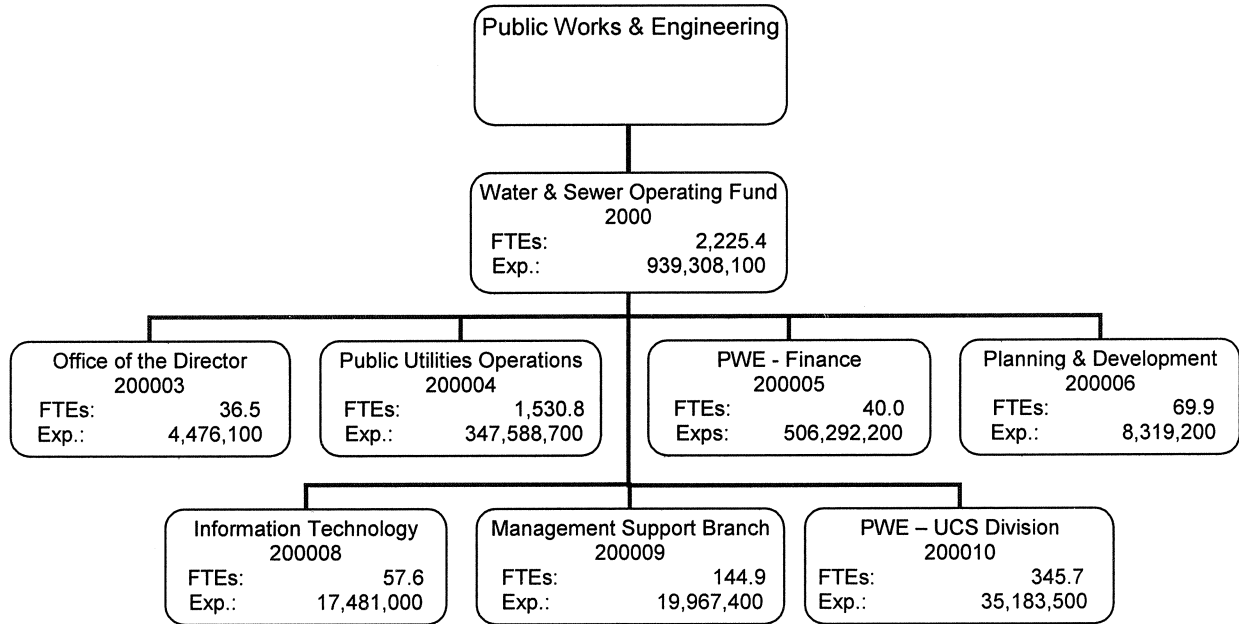 Public Works & Engineering
Water & Sewer Operating Fund
2000
FTEs: 2,225.4
Exp.: 939,308,100
Office of the Director
200003
FTEs: 36.5
Exp.: 4,476,100
Public Utilities Operations
200004
FTEs: 1,530.8
Exp.: 347,588,700
PWE - Finance
200005
FTEs: 40.0
Exps: 506,292,200
Planning & Development
200006
FTEs: 69.9
Exp.: 8,319,200
Information Technology
200008
FTEs: 57.6
Exp.: 17,481,000
Management Support Branch
200009
FTEs: 144.9
Exp.: 19,967,400
PWE – UCS Division
200010
FTEs: 345.7
Exp.: 35,183,500